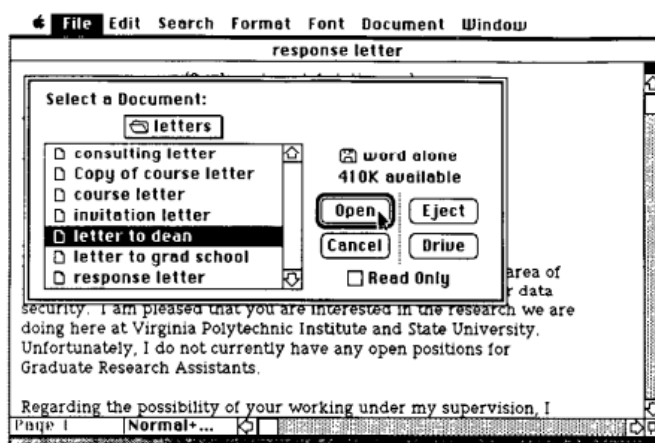 File Edit Search Format Font Document Window
response letter
Select a Document:
letters
consulting letter
Copy of course letter
course letter
invitation letter
letter to dean
letter to grad school
response letter
word alone
410K available
Open Eject
Cancel Drive
Read Only
area of
data
security. I am pleased that you are interested in the research we are
doing here at Virginia Polytechnic Institute and State University.
Unfortunately, I do not currently have any open positions for
Graduate Research Assistants.
Regarding the possibility of your working under my supervision, I
Page 1 Normal+...